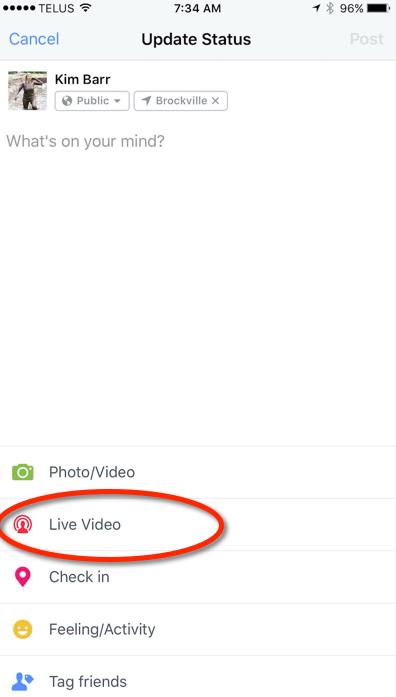 TELUS 7:34 AM 96%
Cancel Update Status Post
Kim Barr
Public Brockville
What's on your mind?
Photo/Video
Live Video
Check in
Feeling/Activity
Tag friends